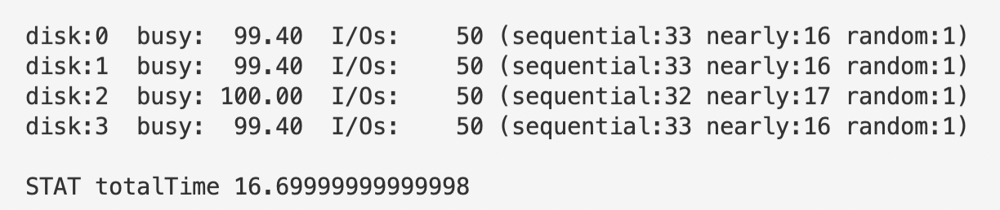 disk:0  busy:  99.40  I/Os:    50 (sequential:33 nearly:16 random:1)
disk:1  busy:  99.40  I/Os:    50 (sequential:33 nearly:16 random:1)
disk:2  busy: 100.00  I/Os:    50 (sequential:32 nearly:17 random:1)
disk:3  busy:  99.40  I/Os:    50 (sequential:33 nearly:16 random:1)
STAT totalTime 16.69999999999998